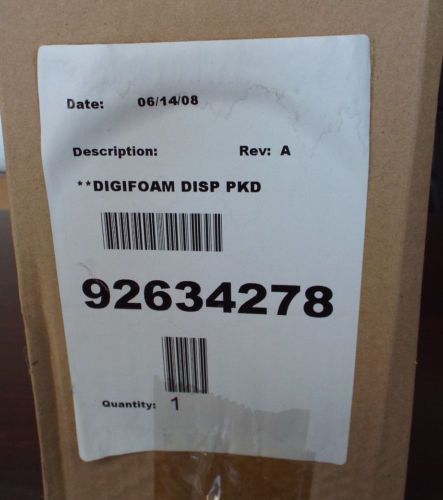 Date: 06/14/08
Description: Rev: A
**DIGIFOAM DISP PKD
92634278
Quantity: 1